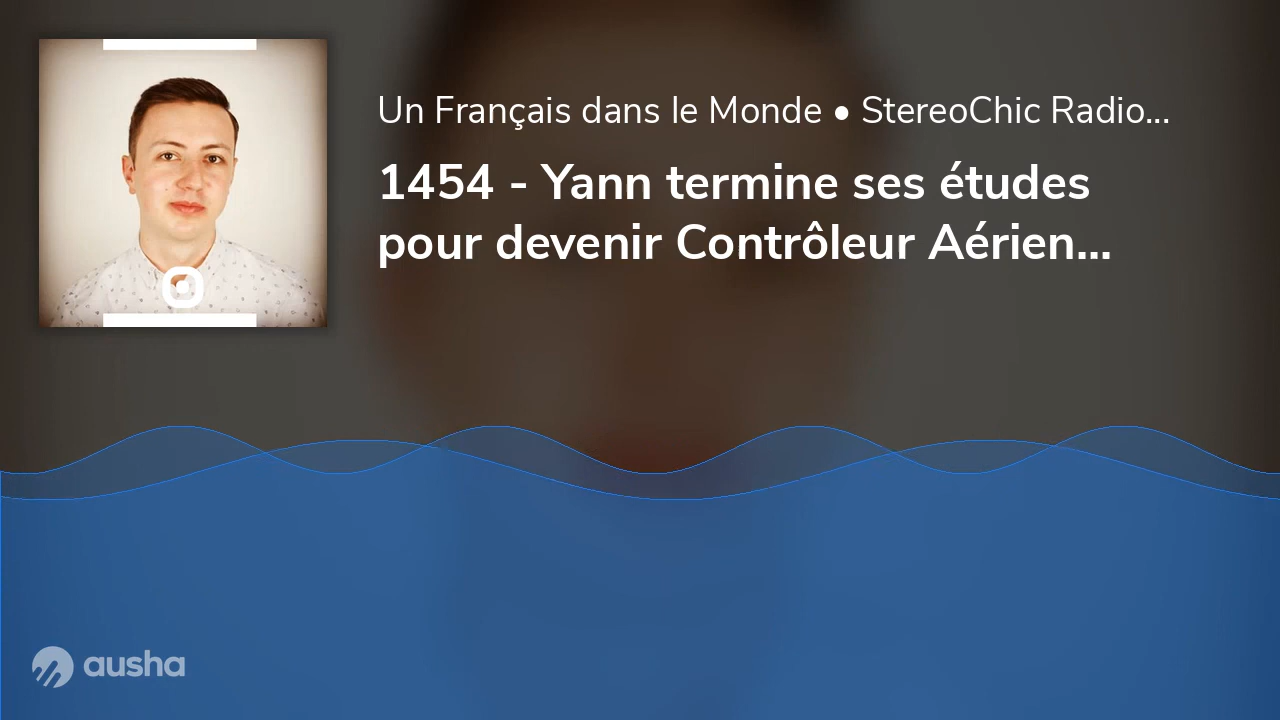 Un Français dans le Monde • StereoChic Radio...
1454 - Yann termine ses études
pour devenir Contrôleur Aérien...
ausha